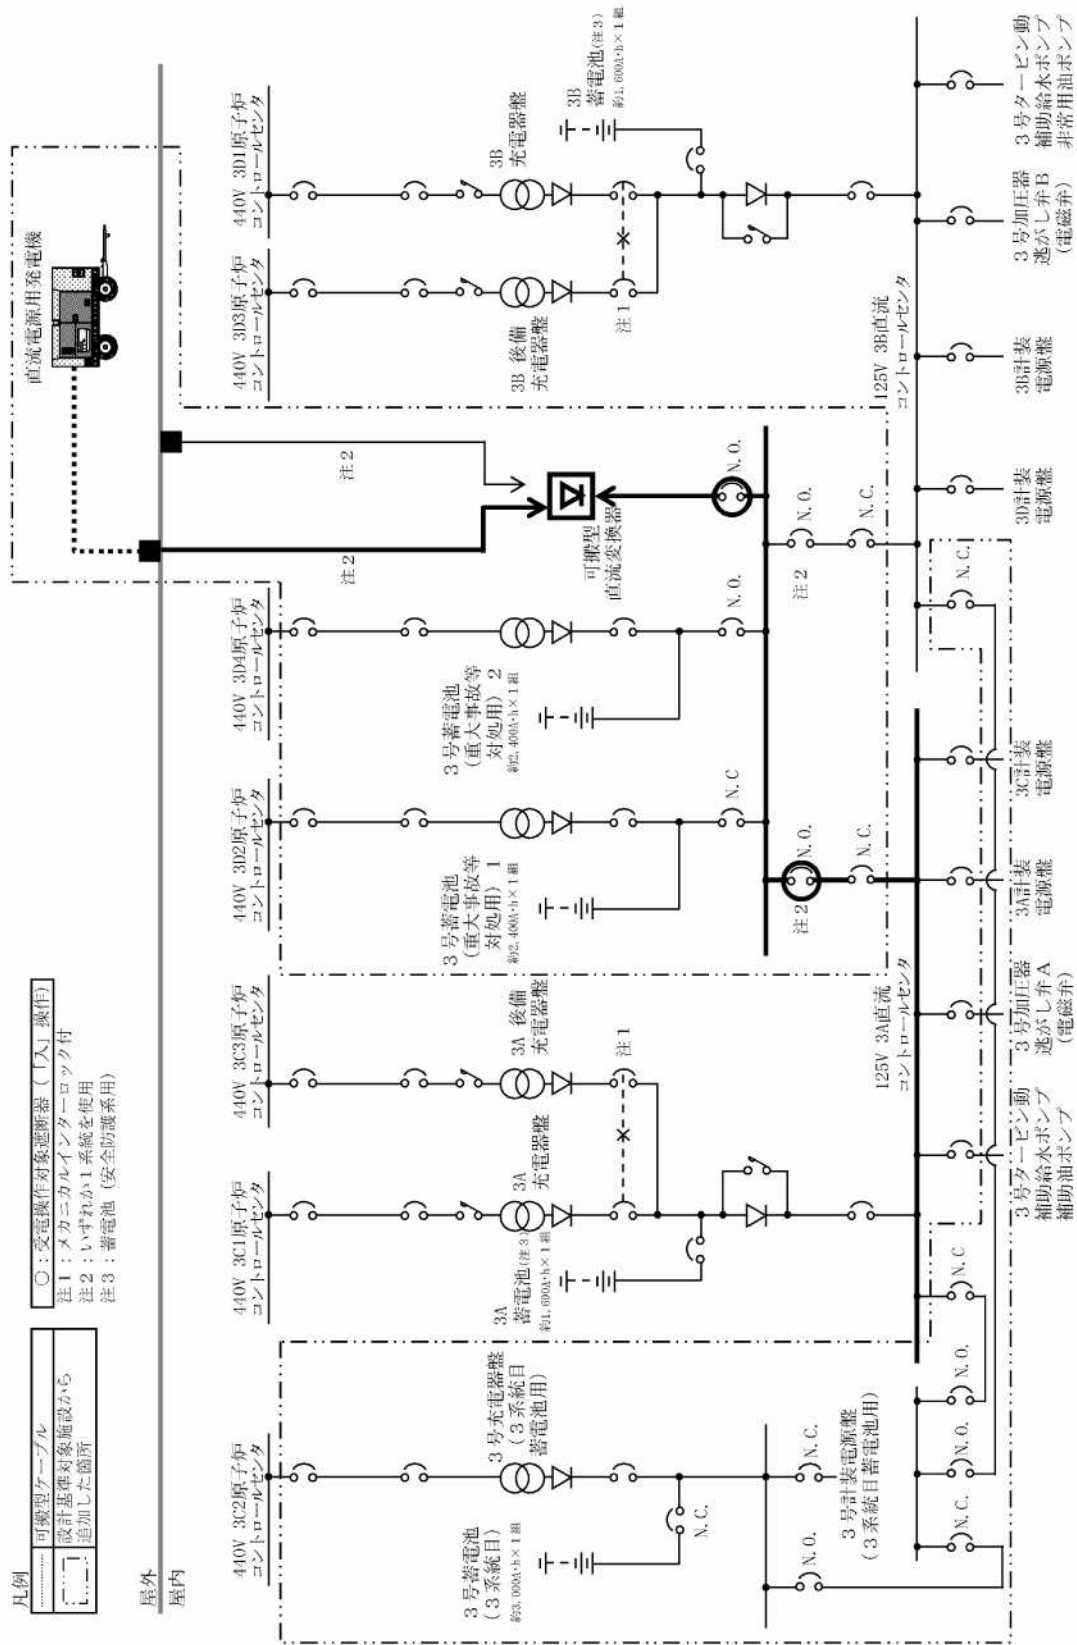 凡例
可搬型ケーブル
設計基準対象施設から
追加した箇所
○：受電操作対象遮断器（「入」操作）
注1：メカニカルインターロック付
注2：いずれか1系統を使用
注3：蓄電池（安全防護系用）
屋外
屋内
直流電源用発電機
440V 3C2原子炉
コントロールセンタ
440V 3C1原子炉
コントロールセンタ
440V 3C3原子炉
コントロールセンタ
440V 3D2原子炉
コントロールセンタ
440V 3D4原子炉
コントロールセンタ
注2
注2
440V 3D3原子炉
コントロールセンタ
440V 3D1原子炉
コントロールセンタ
3号充電器盤
（3系統目
蓄電池用）
3号蓄電池
（3系統目）
約3,000A・h×1組
N.C.
3A
充電器盤
3A
蓄電池(注3)
約1,600A・h×1組
3A 後備
充電器盤
注1
3号蓄電池
（重大事故等
対処用）1
約2,400A・h×1組
N.C
3号蓄電池
（重大事故等
対処用）2
約2,400A・h×1組
N.O.
可搬型
直流変換器
N.O.
3B 後備
充電器盤
注1
3B
充電器盤
3B
蓄電池(注3)
約1,600A・h×1組
N.O.
N.C.
3号計装電源盤
（3系統目蓄電池用）
注2
N.O.
N.C.
注2
N.O.
N.C.
125V 3A直流
コントロールセンタ
125V 3B直流
コントロールセンタ
N.C.
N.O.
N.O.
N.C
N.C.
3号タービン動
補助給水ポンプ
補助油ポンプ
3号加圧器
逃がし弁A
（電磁弁）
3A計装
電源盤
3C計装
電源盤
3D計装
電源盤
3B計装
電源盤
3号加圧器
逃がし弁B
（電磁弁）
3号タービン動
補助給水ポンプ
非常用油ポンプ